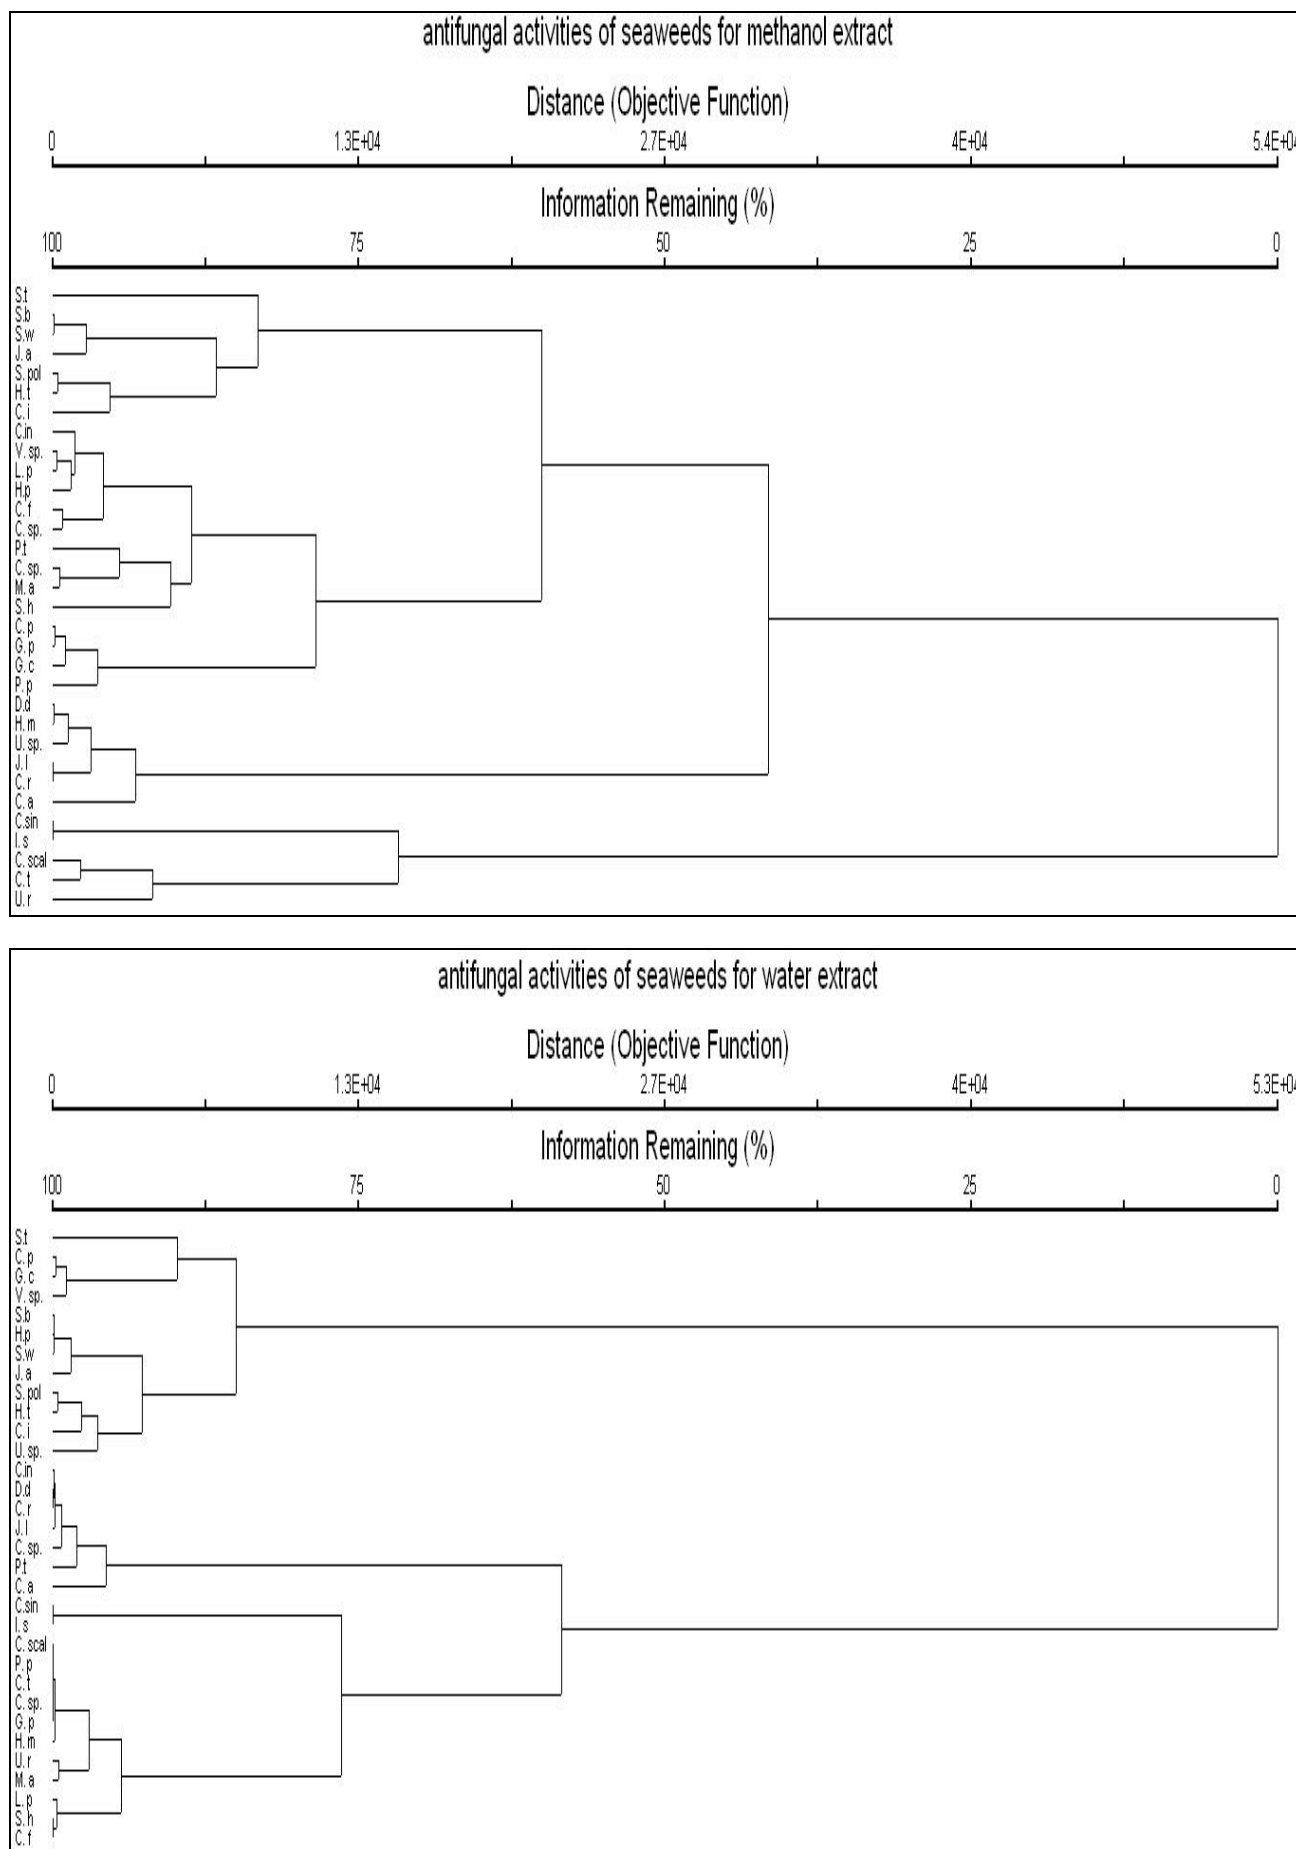 antifungal activities of seaweeds for methanol extract
Distance (Objective Function)
0 1.3E+04 2.7E+04 4E+04 5.4E+04
Information Remaining (%)
100 75 50 25 0
S.t
S.b
S.w
J.a
S.pol
H.t
C.i
C.in
V.sp.
L.p
H.p
C.f
C.sp.
P.t
C.sp.
M.a
S.h
C.p
G.p
G.c
P.p
D.d
H.m
U.sp.
J.l
C.r
C.a
C.sin
I.s
C.scal
C.t
U.r
antifungal activities of seaweeds for water extract
Distance (Objective Function)
0 1.3E+04 2.7E+04 4E+04 5.3E+04
Information Remaining (%)
100 75 50 25 0
S.t
C.p
G.c
V.sp.
S.b
H.p
S.w
J.a
S.pol
H.t
C.i
U.sp.
C.in
D.d
C.r
J.l
C.sp.
P.t
C.a
C.sin
I.s
C.scal
P.p
C.t
C.sp.
G.p
H.m
U.r
M.a
L.p
S.h
C.f